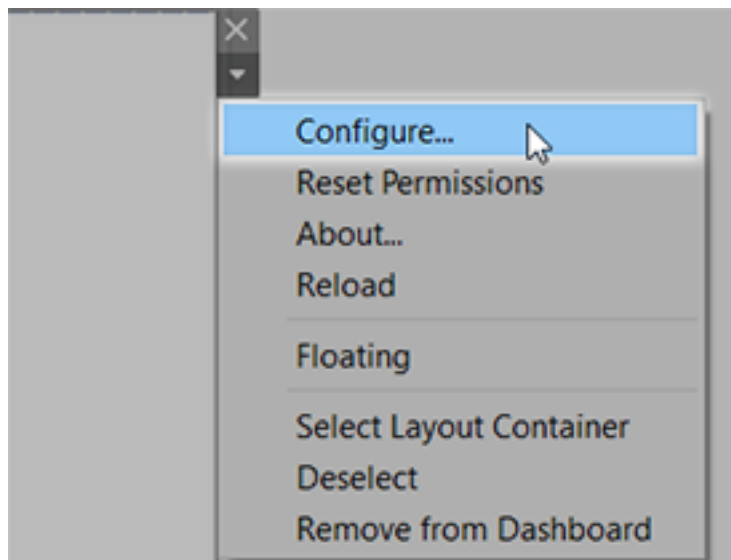 Configure...
Reset Permissions
About...
Reload
Floating
Select Layout Container
Deselect
Remove from Dashboard